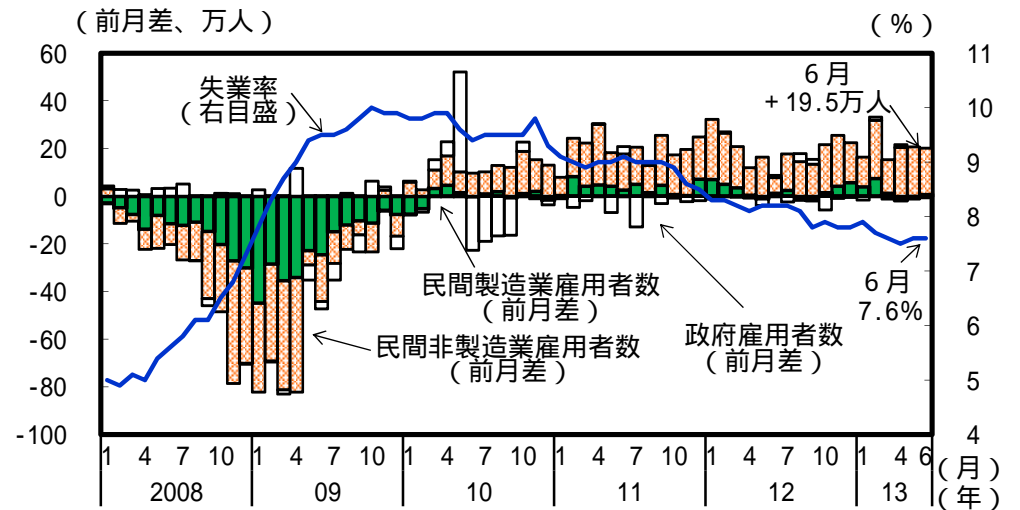 （前月差、万人）
（％）
60
40
20
0
-20
-40
-60
-80
-100
11
10
9
8
7
6
5
4
失業率
（右目盛）
６月
＋19.5万人
民間製造業雇用者数
（前月差）
民間非製造業雇用者数
（前月差）
政府雇用者数
（前月差）
６月
7.6%
1 4 7 10 1 4 7 10 1 4 7 10 1 4 7 10 1 4 7 10 1 4 6
（月）
2008 09 10 11 12 13
（年）